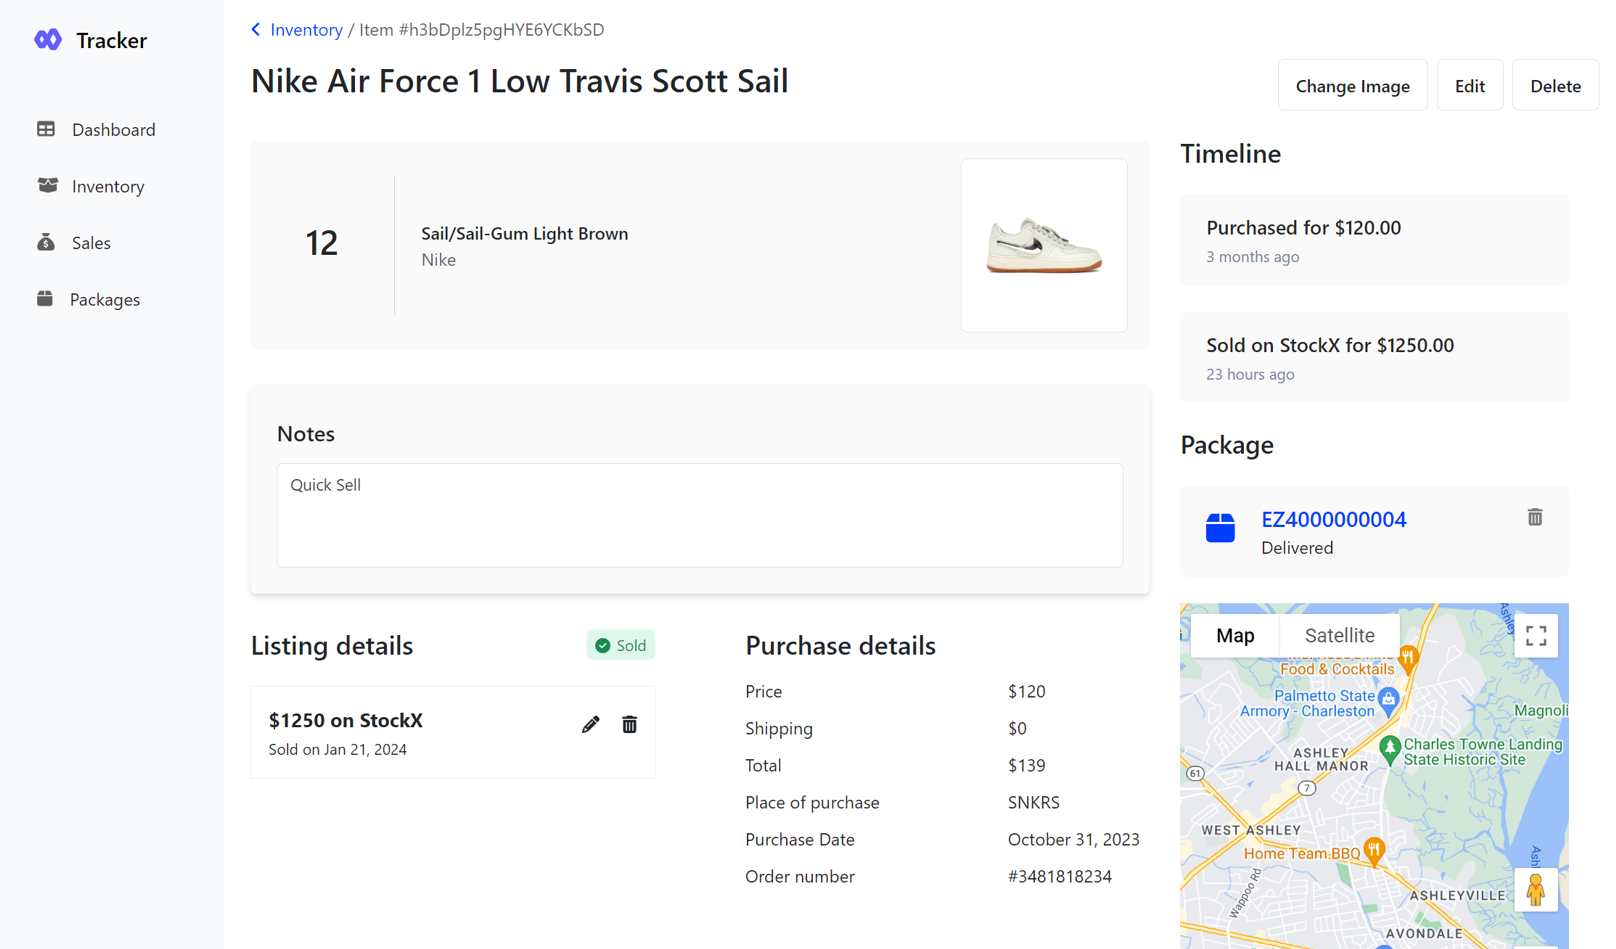 Tracker
Dashboard
Inventory
Sales
Packages
Inventory / Item #h3bDplz5pgHYE6YCKbSD
Nike Air Force 1 Low Travis Scott Sail
Change Image
Edit
Delete
12
Sail/Sail-Gum Light Brown
Nike
Notes
Quick Sell
Listing details
Sold
$1250 on StockX
Sold on Jan 21, 2024
Purchase details
Price $120
Shipping $0
Total $139
Place of purchase SNKRS
Purchase Date October 31, 2023
Order number #3481818234
Timeline
Purchased for $120.00
3 months ago
Sold on StockX for $1250.00
23 hours ago
Package
EZ4000000004
Delivered
Map
Satellite
Food & Cocktails
Palmetto State
Armory - Charleston
Magnoli
Charles Towne Landing
State Historic Site
ASHLEY
HALL MANOR
61
7
WEST ASHLEY
Home Team BBQ
Wappoo Rd
ASHLEYVILLE
AVONDALE